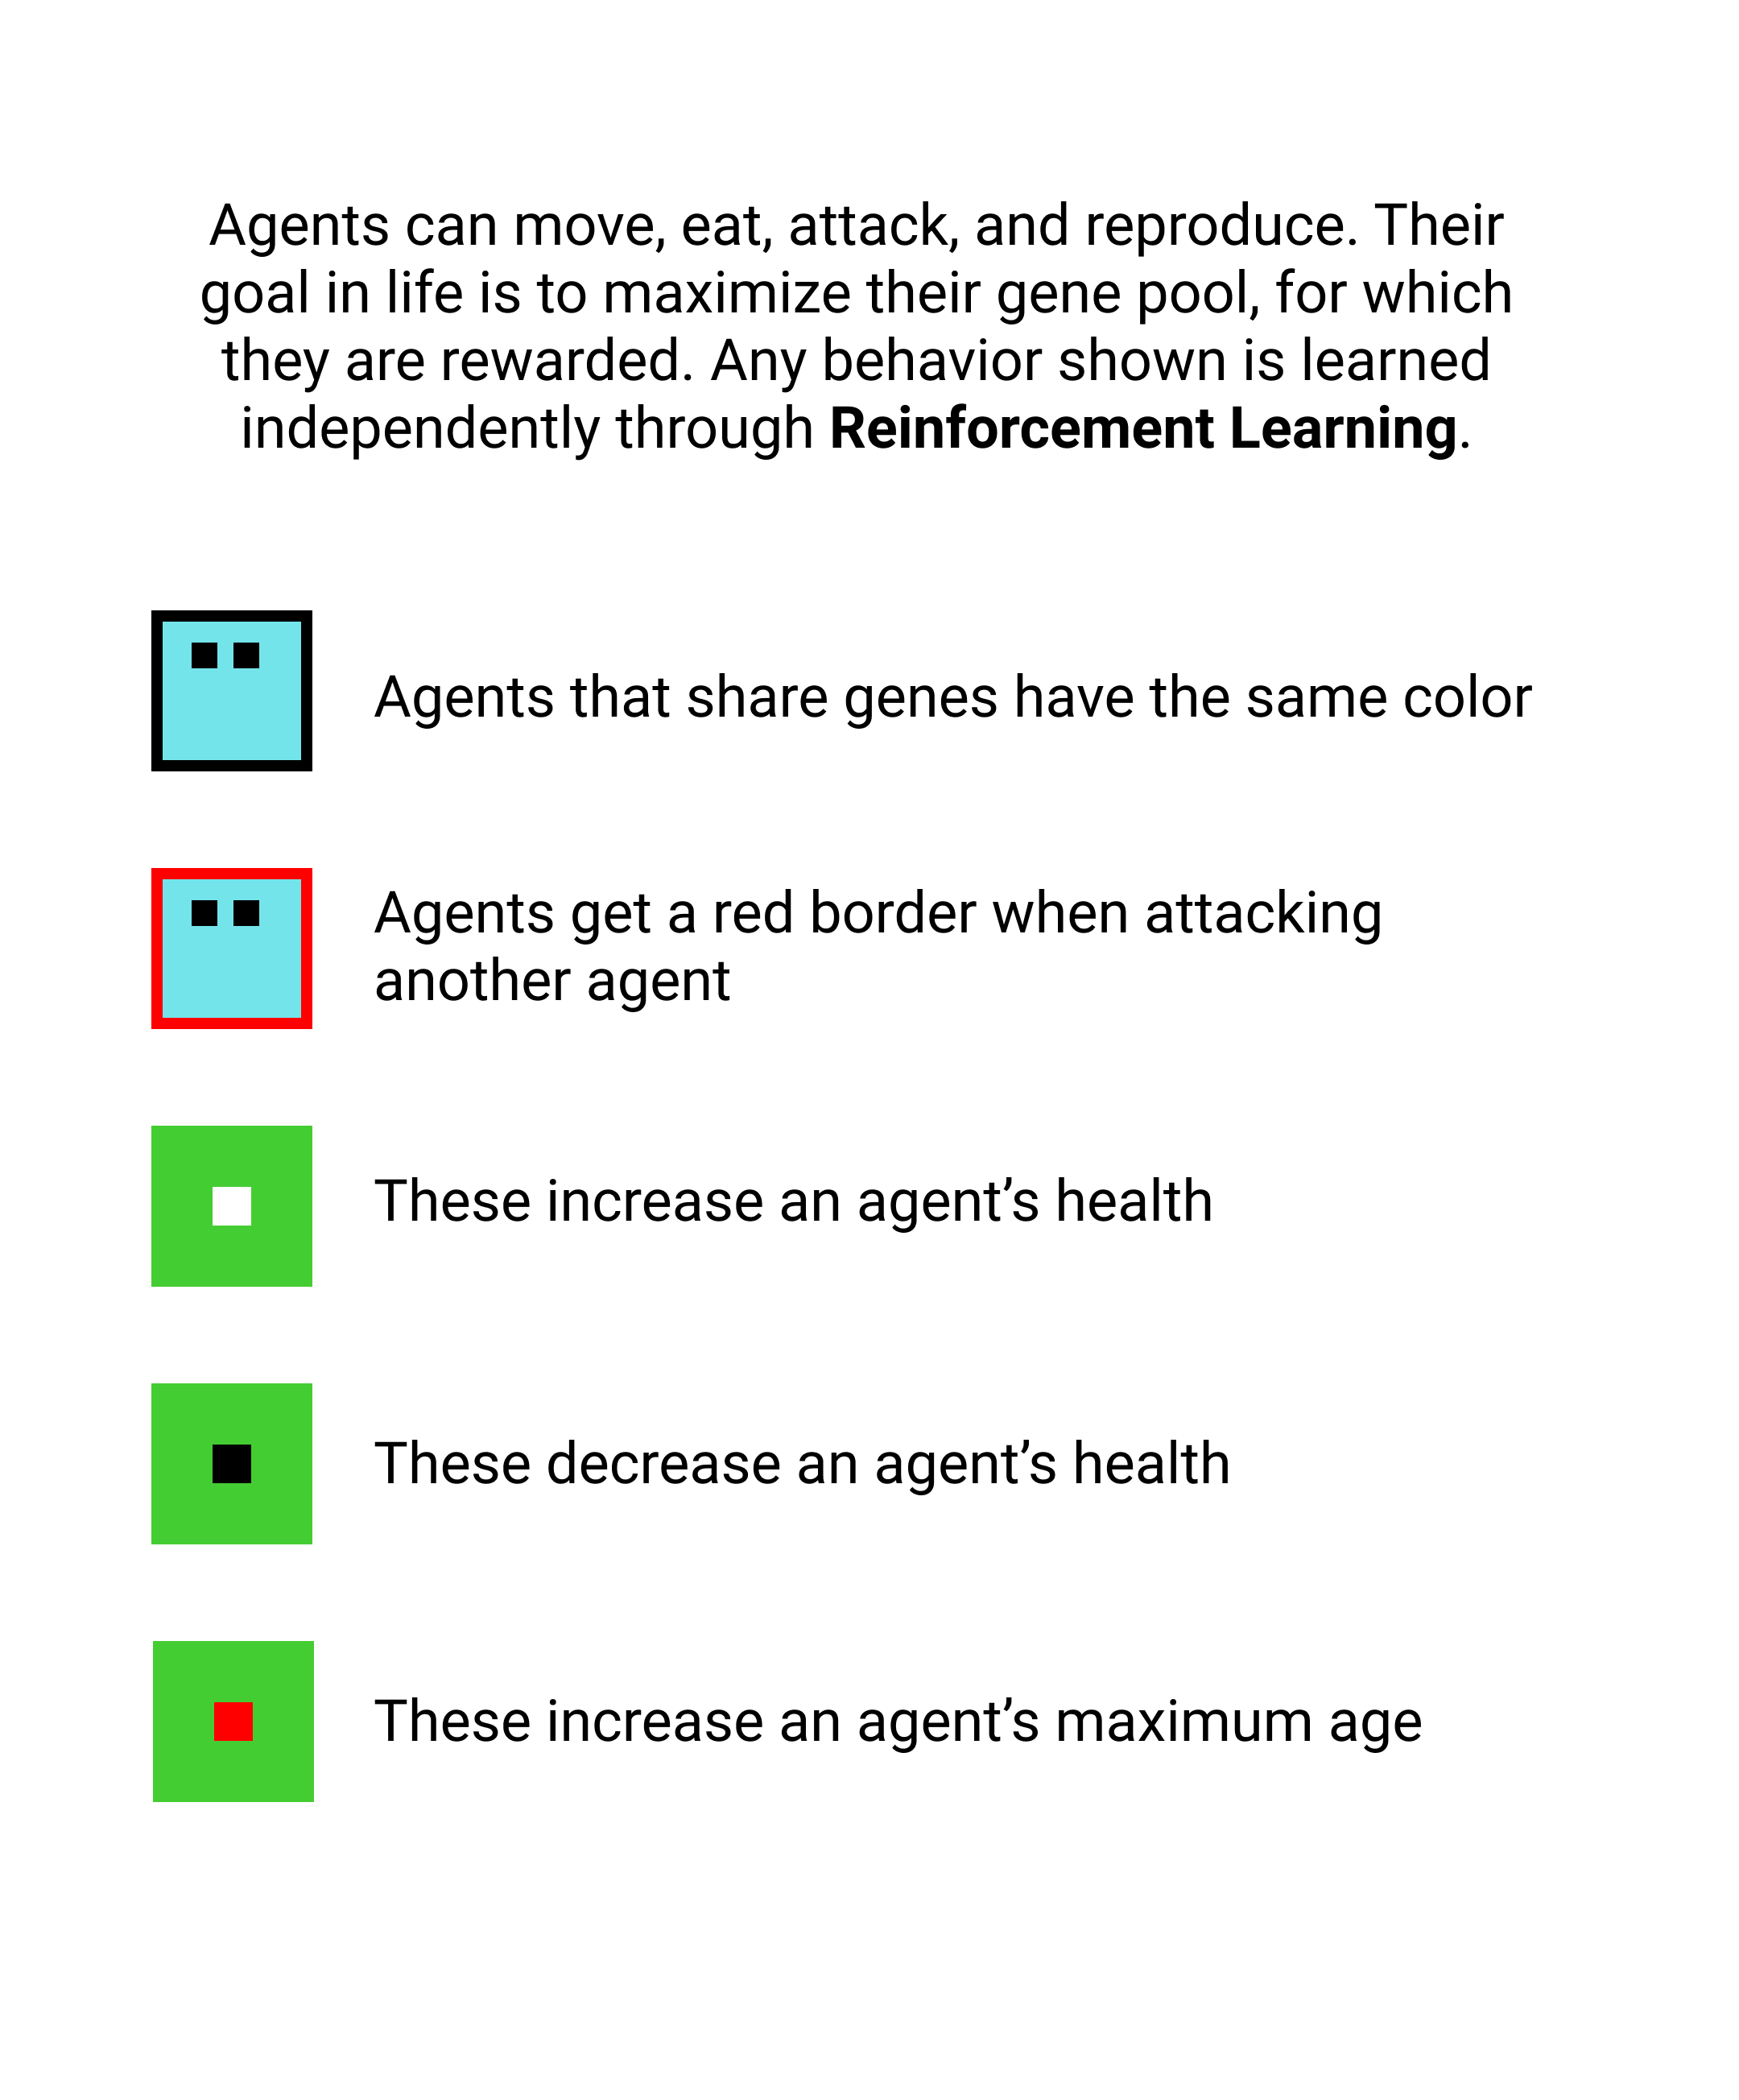 Agents can move, eat, attack, and reproduce. Their
goal in life is to maximize their gene pool, for which
they are rewarded. Any behavior shown is learned
independently through Reinforcement Learning.
Agents that share genes have the same color
Agents get a red border when attacking
another agent
These increase an agent’s health
These decrease an agent’s health
These increase an agent’s maximum age